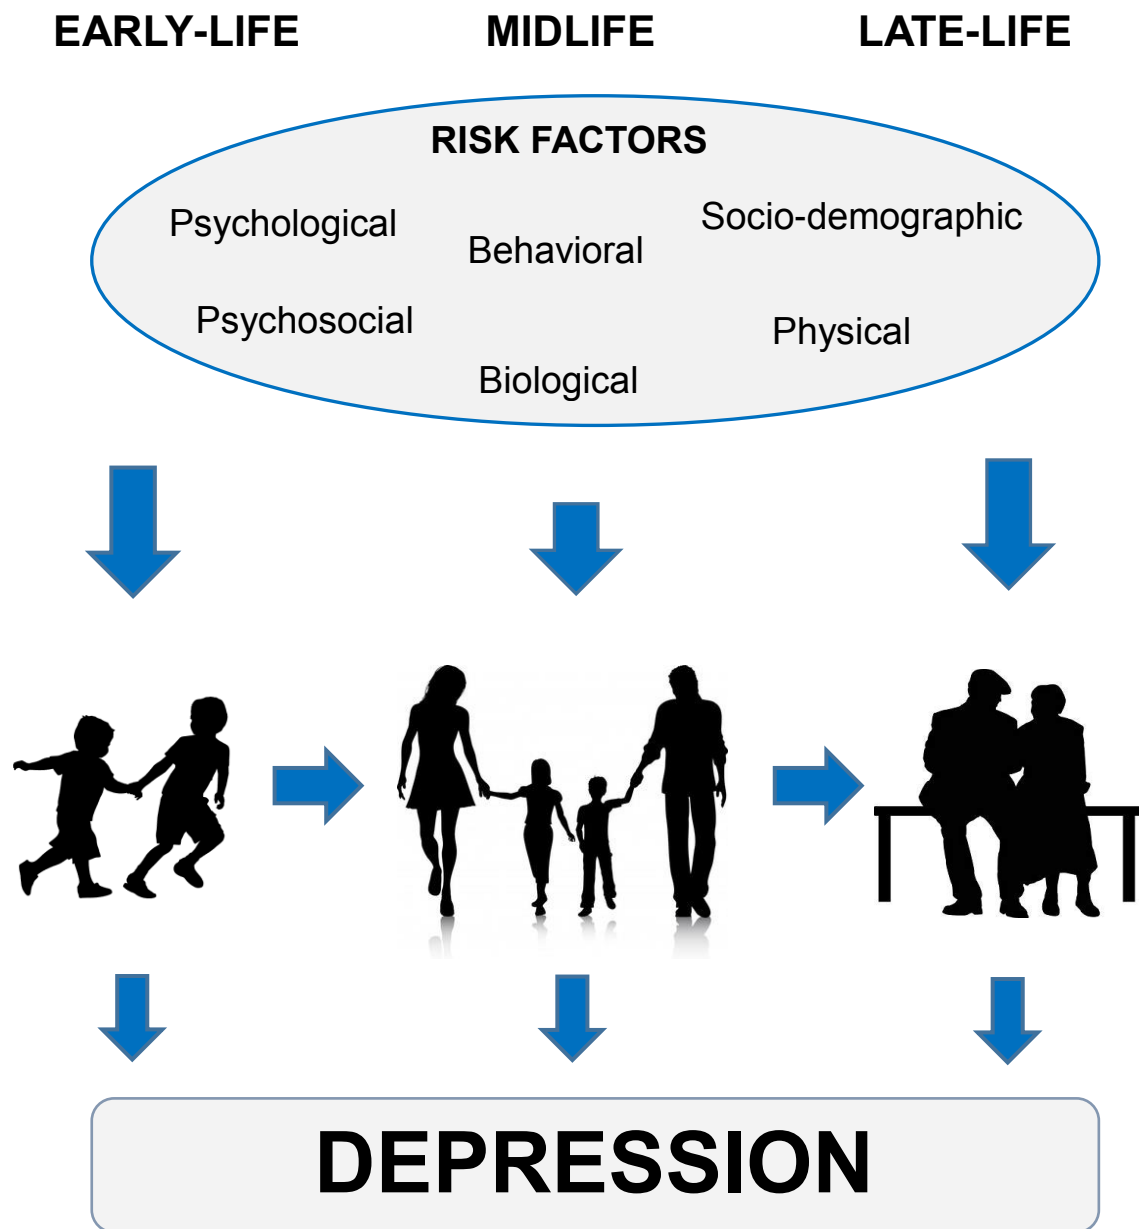 EARLY-LIFE MIDLIFE LATE-LIFE
RISK FACTORS
Psychological Behavioral Socio-demographic
Psychosocial Biological Physical
DEPRESSION